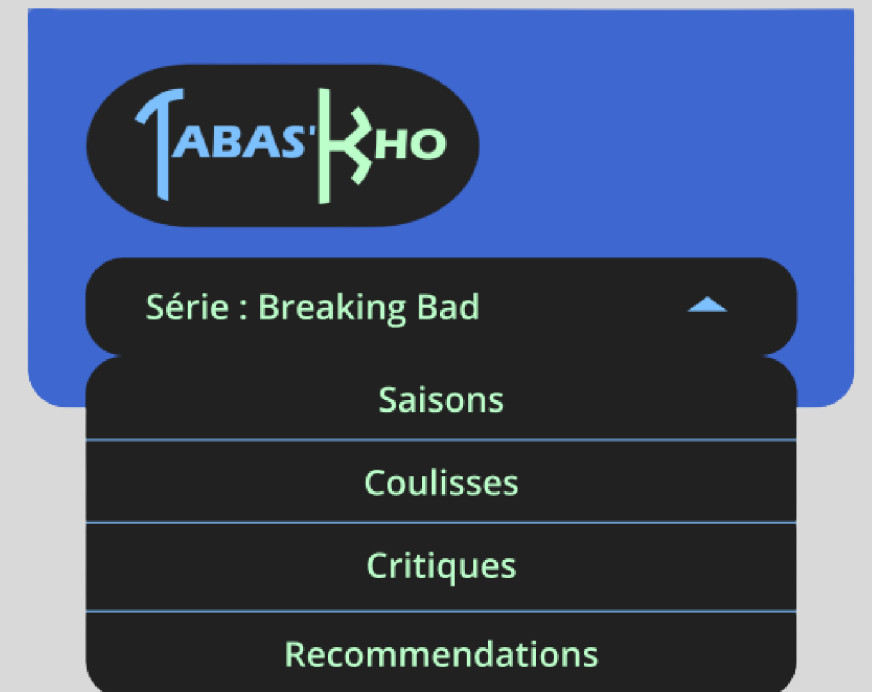 TABAS'KHO
Série : Breaking Bad
Saisons
Coulisses
Critiques
Recommendations